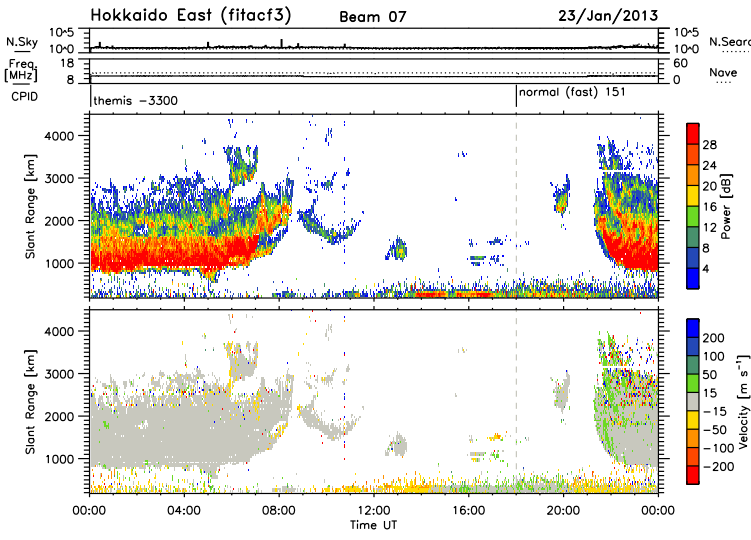 Hokkaido East (fitacf3) Beam 07 23/Jan/2013
N.Sky 10^5 10^0 10^5 10^0 N.Search
Freq. [MHz] 18 8 60 0 Nave
CPID themis -3300 normal (fast) 151
Slant Range [km] 4000 3000 2000 1000
28 24 20 16 12 8 4 Power [dB]
Slant Range [km] 4000 3000 2000 1000
200 100 50 15 -15 -50 -100 -200 Velocity [m s⁻¹]
00:00 04:00 08:00 12:00 16:00 20:00 00:00
Time UT